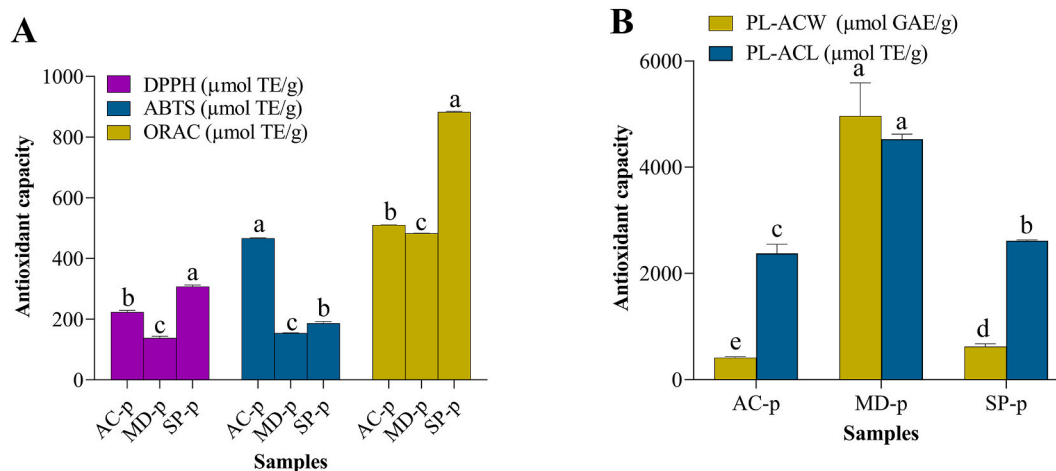 A
DPPH (µmol TE/g)
ABTS (µmol TE/g)
ORAC (µmol TE/g)
Antioxidant capacity
1000
800
600
400
200
0
b
c
a
a
c
b
b
c
a
AC-p
MD-p
SP-p
AC-p
MD-p
SP-p
AC-p
MD-p
SP-p
Samples
B
PL-ACW (µmol GAE/g)
PL-ACL (µmol TE/g)
Antioxidant capacity
6000
4000
2000
0
e
c
a
a
d
b
AC-p
MD-p
SP-p
Samples